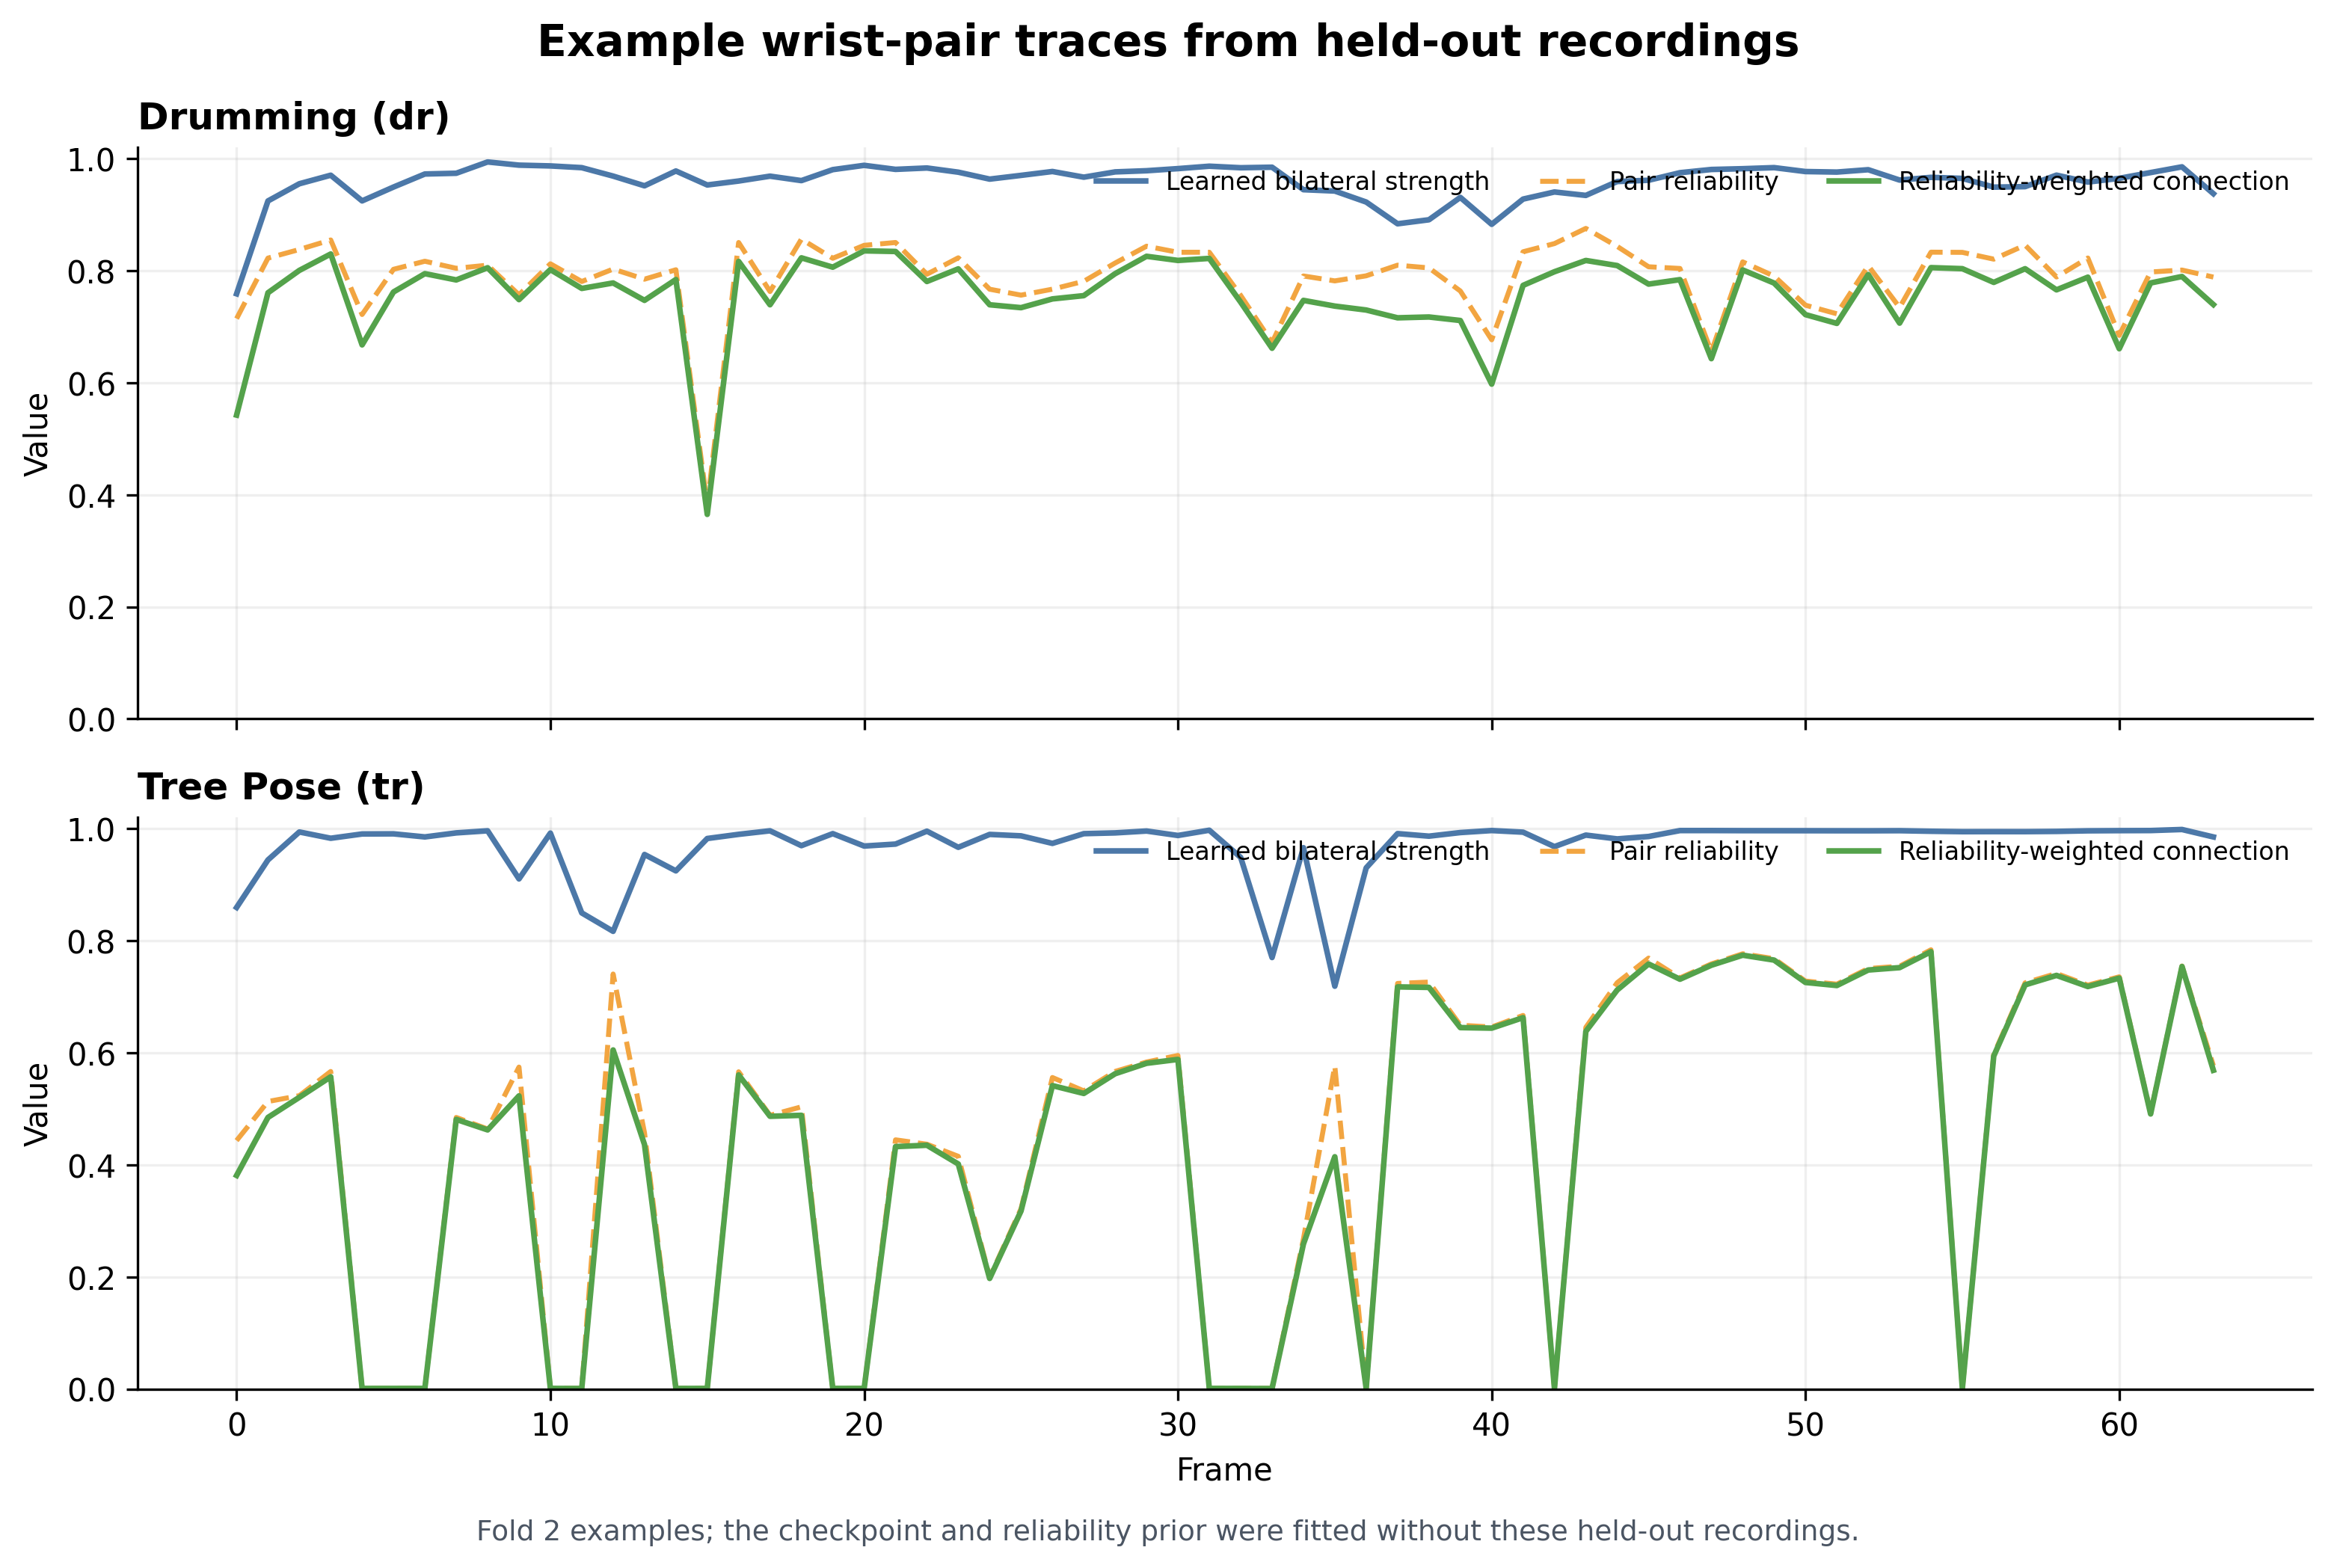 Example wrist-pair traces from held-out recordings
Drumming (dr)
1.0
Learned bilateral strength
Pair reliability
Reliability-weighted connection
0.8
0.6
Value
0.4
0.2
0.0
Tree Pose (tr)
1.0
Learned bilateral strength
Pair reliability
Reliability-weighted connection
0.8
0.6
Value
0.4
0.2
0.0
0 10 20 30 40 50 60
Frame
Fold 2 examples; the checkpoint and reliability prior were fitted without these held-out recordings.